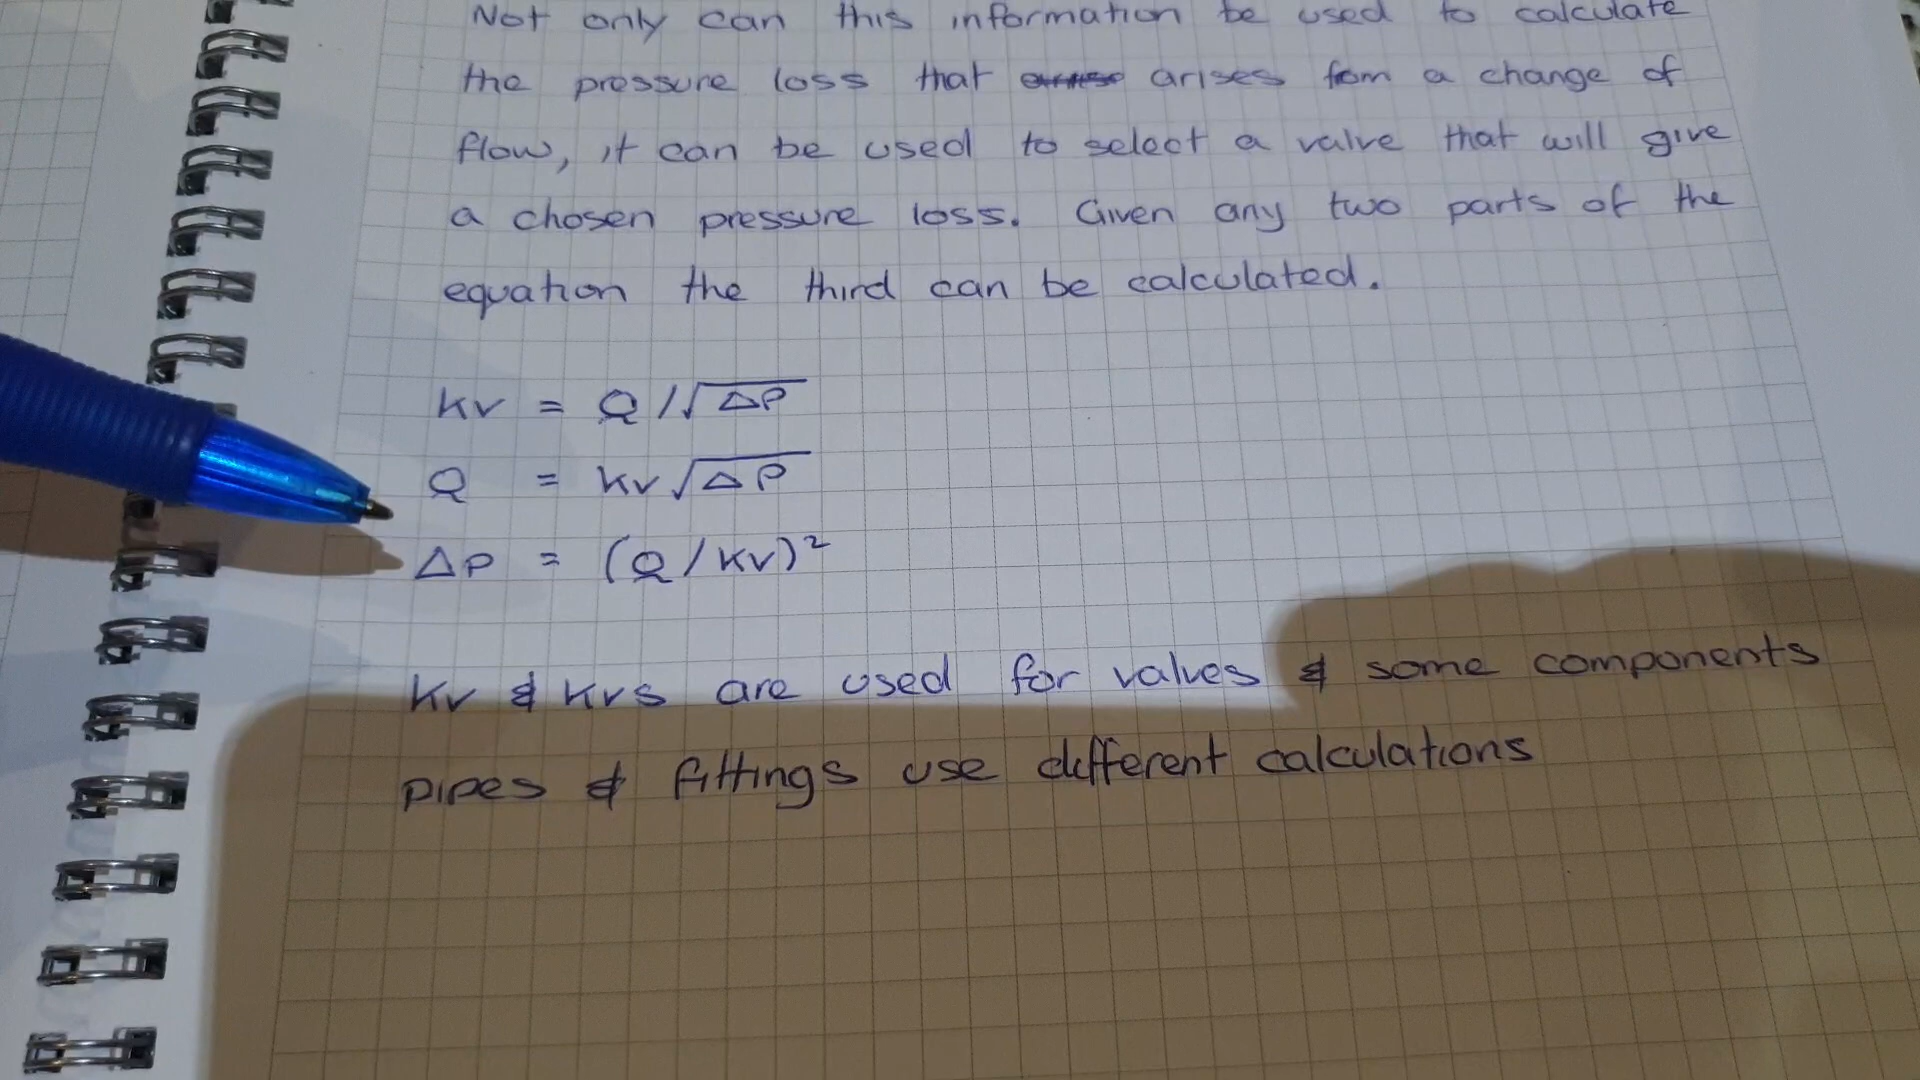 Not only can this information be used to calculate
the pressure loss that arises from a change of
flow, it can be used to select a valve that will give
a chosen pressure loss. Given any two parts of the
equation the third can be calculated.
Kv = Q/√ΔP
Q = Kv√ΔP
ΔP = (Q/Kv)²
Kv & Kvs are used for valves & some components
pipes & fittings use different calculations